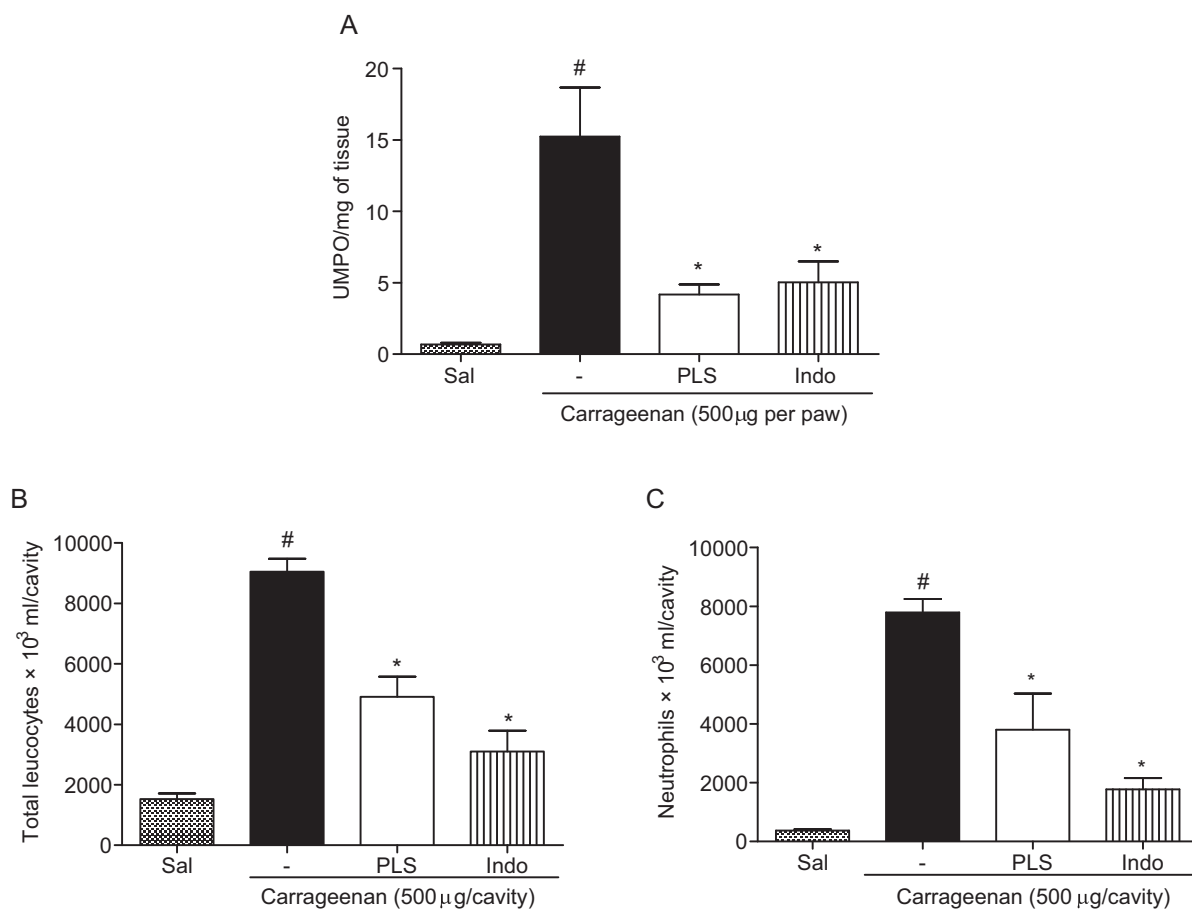 A
UMPO/mg of tissue
20
15
10
5
0
#
*
*
Sal
-
PLS
Indo
Carrageenan (500µg per paw)
B
Total leucocytes × 10³ ml/cavity
10000
8000
6000
4000
2000
0
#
*
*
Sal
-
PLS
Indo
Carrageenan (500µg/cavity)
C
Neutrophils × 10³ ml/cavity
10000
8000
6000
4000
2000
0
#
*
*
Sal
-
PLS
Indo
Carrageenan (500 µg/cavity)